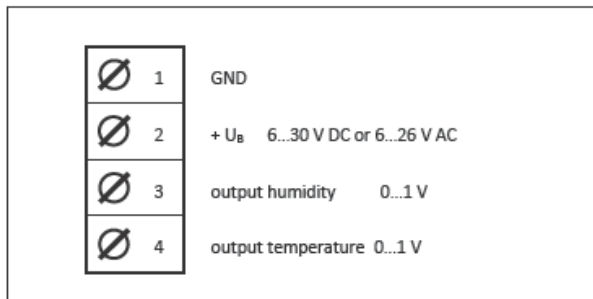 1 GND
2 + U_B 6...30 V DC or 6...26 V AC
3 output humidity 0...1 V
4 output temperature 0...1 V